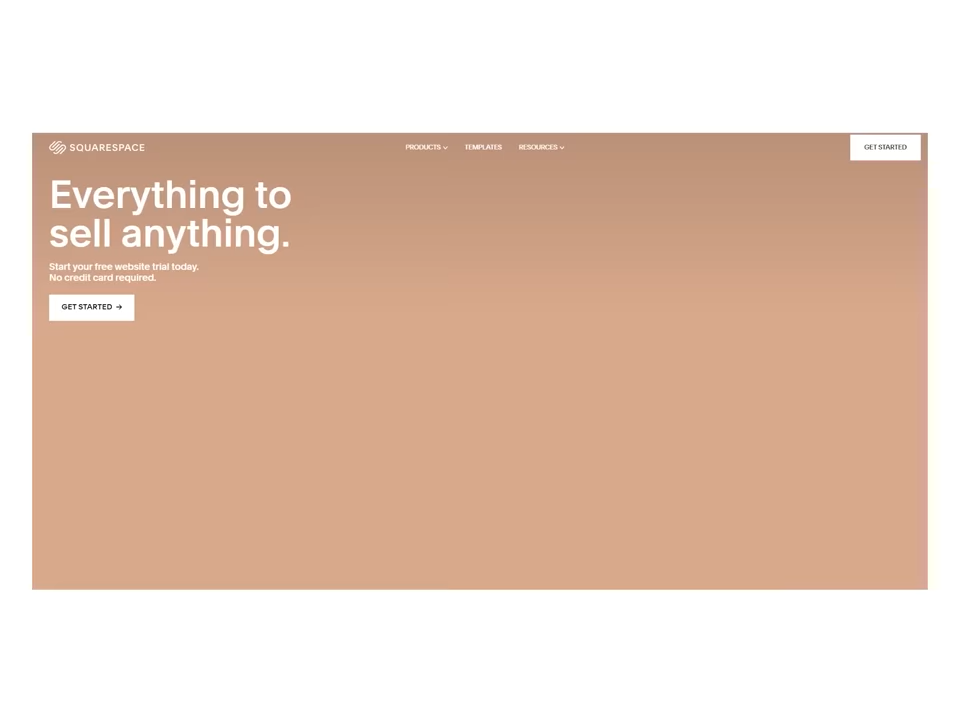 SQUARESPACE
PRODUCTS
TEMPLATES
RESOURCES
GET STARTED
Everything to
sell anything.
Start your free website trial today.
No credit card required.
GET STARTED →